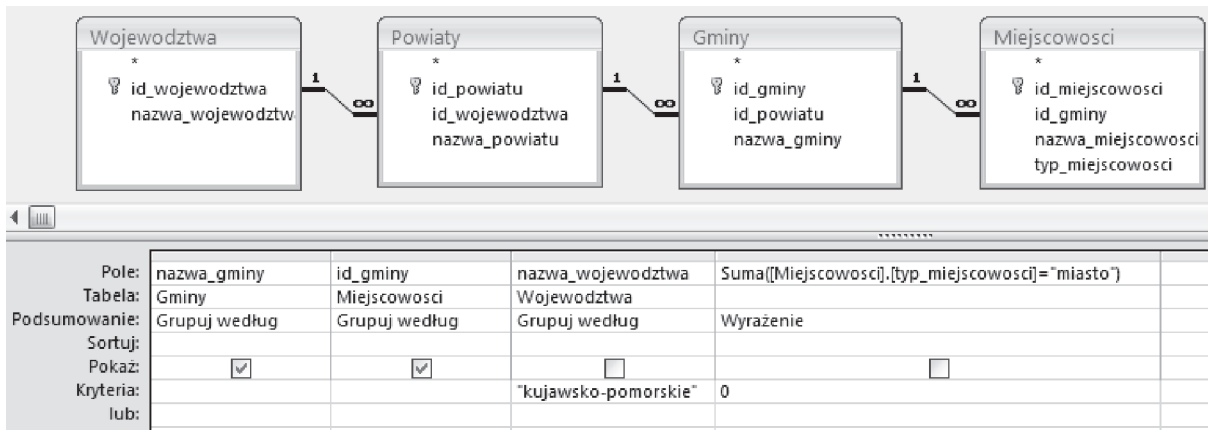 Wojewodztwa Powiaty Gminy Miejscowosci
* * * *
id_wojewodztwa 1 id_powiatu 1 id_gminy 1 id_miejscowosci
nazwa_wojewodztw ∞ id_wojewodztwa ∞ id_powiatu ∞ id_gminy
nazwa_powiatu nazwa_gminy nazwa_miejscowosci
typ_miejscowosci
Pole: nazwa_gminy id_gminy nazwa_wojewodztwa Suma([Miejscowosci].[typ_miejscowosci]="miasto")
Tabela: Gminy Miejscowosci Wojewodztwa
Podsumowanie: Grupuj według Grupuj według Grupuj według Wyrażenie
Sortuj:
Pokaż:
Kryteria: "kujawsko-pomorskie" 0
lub: